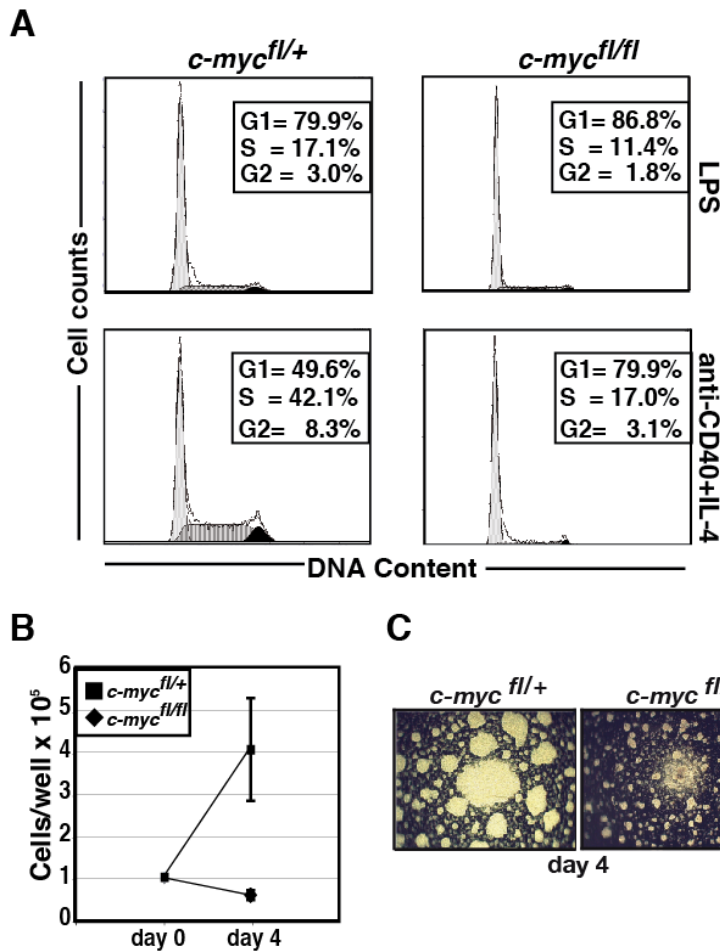 A
c-myc fl/+
c-myc fl/fl
G1= 79.9%
S = 17.1%
G2 = 3.0%
G1= 86.8%
S = 11.4%
G2 = 1.8%
LPS
Cell counts
G1= 49.6%
S = 42.1%
G2= 8.3%
G1= 79.9%
S = 17.0%
G2= 3.1%
anti-CD40+IL-4
DNA Content
B
Cells/well x 10⁵
6
5
4
3
2
1
0
c-myc fl/+
c-myc fl/fl
day 0 day 4
C
c-myc fl/+
c-myc fl
day 4